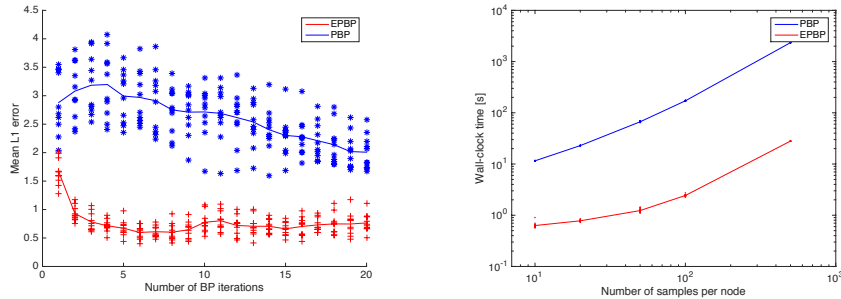 EPBP
PBP
Mean L1 error
4.5
4
3.5
3
2.5
2
1.5
1
0.5
0
0 5 10 15 20
Number of BP iterations
PBP
EPBP
Wall-clock time [s]
10^4
10^3
10^2
10^1
10^0
10^-1
10^1 10^2 10^3
Number of samples per node